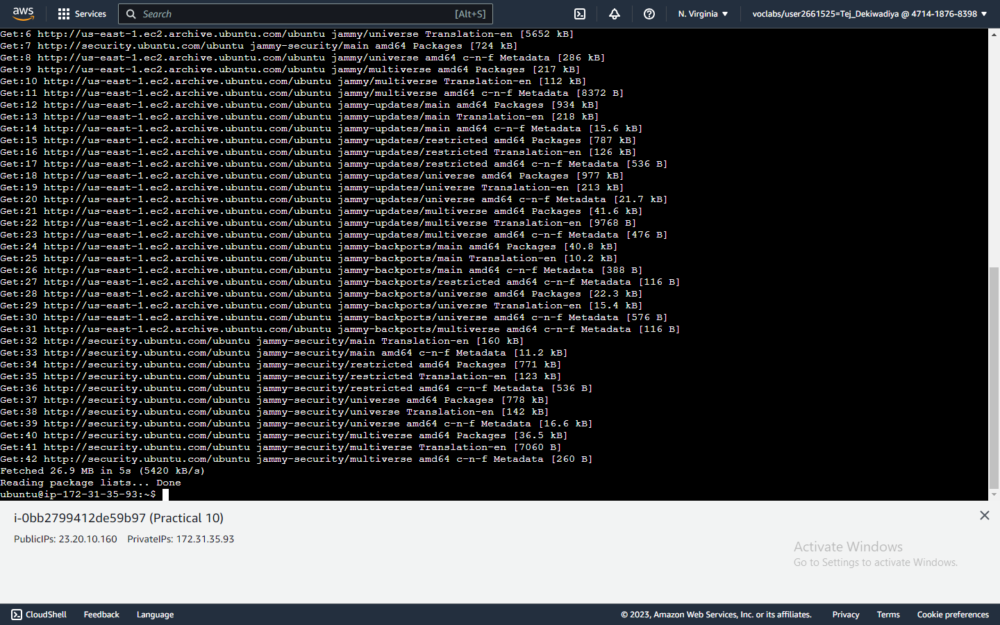 aws Services Search [Alt+S] N. Virginia voclabs/user2661525=Tej_Dekiwadiya @ 4714-1876-8398
Get:6 http://us-east-1.ec2.archive.ubuntu.com/ubuntu jammy/universe Translation-en [5652 kB]
Get:7 http://security.ubuntu.com/ubuntu jammy-security/main amd64 Packages [724 kB]
Get:8 http://us-east-1.ec2.archive.ubuntu.com/ubuntu jammy/universe amd64 c-n-f Metadata [286 kB]
Get:9 http://us-east-1.ec2.archive.ubuntu.com/ubuntu jammy/multiverse amd64 Packages [217 kB]
Get:10 http://us-east-1.ec2.archive.ubuntu.com/ubuntu jammy/multiverse Translation-en [112 kB]
Get:11 http://us-east-1.ec2.archive.ubuntu.com/ubuntu jammy/multiverse amd64 c-n-f Metadata [8372 B]
Get:12 http://us-east-1.ec2.archive.ubuntu.com/ubuntu jammy-updates/main amd64 Packages [934 kB]
Get:13 http://us-east-1.ec2.archive.ubuntu.com/ubuntu jammy-updates/main Translation-en [218 kB]
Get:14 http://us-east-1.ec2.archive.ubuntu.com/ubuntu jammy-updates/main amd64 c-n-f Metadata [15.6 kB]
Get:15 http://us-east-1.ec2.archive.ubuntu.com/ubuntu jammy-updates/restricted amd64 Packages [787 kB]
Get:16 http://us-east-1.ec2.archive.ubuntu.com/ubuntu jammy-updates/restricted Translation-en [126 kB]
Get:17 http://us-east-1.ec2.archive.ubuntu.com/ubuntu jammy-updates/restricted amd64 c-n-f Metadata [536 B]
Get:18 http://us-east-1.ec2.archive.ubuntu.com/ubuntu jammy-updates/universe amd64 Packages [977 kB]
Get:19 http://us-east-1.ec2.archive.ubuntu.com/ubuntu jammy-updates/universe Translation-en [213 kB]
Get:20 http://us-east-1.ec2.archive.ubuntu.com/ubuntu jammy-updates/universe amd64 c-n-f Metadata [21.7 kB]
Get:21 http://us-east-1.ec2.archive.ubuntu.com/ubuntu jammy-updates/multiverse amd64 Packages [41.6 kB]
Get:22 http://us-east-1.ec2.archive.ubuntu.com/ubuntu jammy-updates/multiverse Translation-en [9768 B]
Get:23 http://us-east-1.ec2.archive.ubuntu.com/ubuntu jammy-updates/multiverse amd64 c-n-f Metadata [476 B]
Get:24 http://us-east-1.ec2.archive.ubuntu.com/ubuntu jammy-backports/main amd64 Packages [40.8 kB]
Get:25 http://us-east-1.ec2.archive.ubuntu.com/ubuntu jammy-backports/main Translation-en [10.2 kB]
Get:26 http://us-east-1.ec2.archive.ubuntu.com/ubuntu jammy-backports/main amd64 c-n-f Metadata [388 B]
Get:27 http://us-east-1.ec2.archive.ubuntu.com/ubuntu jammy-backports/restricted amd64 c-n-f Metadata [116 B]
Get:28 http://us-east-1.ec2.archive.ubuntu.com/ubuntu jammy-backports/universe amd64 Packages [22.3 kB]
Get:29 http://us-east-1.ec2.archive.ubuntu.com/ubuntu jammy-backports/universe Translation-en [15.4 kB]
Get:30 http://us-east-1.ec2.archive.ubuntu.com/ubuntu jammy-backports/universe amd64 c-n-f Metadata [576 B]
Get:31 http://us-east-1.ec2.archive.ubuntu.com/ubuntu jammy-backports/multiverse amd64 c-n-f Metadata [116 B]
Get:32 http://security.ubuntu.com/ubuntu jammy-security/main Translation-en [160 kB]
Get:33 http://security.ubuntu.com/ubuntu jammy-security/main amd64 c-n-f Metadata [11.2 kB]
Get:34 http://security.ubuntu.com/ubuntu jammy-security/restricted amd64 Packages [771 kB]
Get:35 http://security.ubuntu.com/ubuntu jammy-security/restricted Translation-en [123 kB]
Get:36 http://security.ubuntu.com/ubuntu jammy-security/restricted amd64 c-n-f Metadata [536 B]
Get:37 http://security.ubuntu.com/ubuntu jammy-security/universe amd64 Packages [778 kB]
Get:38 http://security.ubuntu.com/ubuntu jammy-security/universe Translation-en [142 kB]
Get:39 http://security.ubuntu.com/ubuntu jammy-security/universe amd64 c-n-f Metadata [16.6 kB]
Get:40 http://security.ubuntu.com/ubuntu jammy-security/multiverse amd64 Packages [36.5 kB]
Get:41 http://security.ubuntu.com/ubuntu jammy-security/multiverse Translation-en [7060 B]
Get:42 http://security.ubuntu.com/ubuntu jammy-security/multiverse amd64 c-n-f Metadata [260 B]
Fetched 26.9 MB in 5s (5420 kB/s)
Reading package lists... Done
ubuntu@ip-172-31-35-93:~$
i-0bb2799412de59b97 (Practical 10)
PublicIPs: 23.20.10.160 PrivateIPs: 172.31.35.93
Activate Windows
Go to Settings to activate Windows.
CloudShell Feedback Language © 2023, Amazon Web Services, Inc. or its affiliates. Privacy Terms Cookie preferences